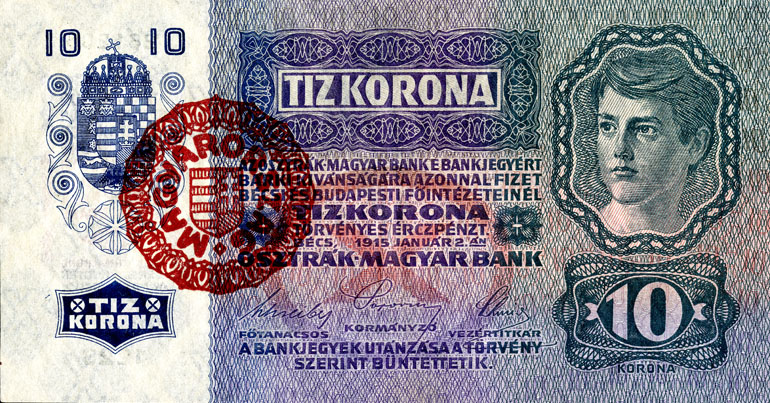 10 10
TIZ KORONA
AZ OSZTRÁK-MAGYAR BANK E BANKJEGYÉRT
BÁRKI KÍVÁNSÁGÁRA AZONNAL FIZET
BÉCSI ÉS BUDAPESTI FŐINTÉZETEINÉL
TIZ KORONA
TÖRVÉNYES ÉRCZPÉNZT.
BÉCS, 1915 JANUÁR 2.ÁN
OSZTRÁK-MAGYAR BANK
MAGYARORSZÁG
FŐTANÁCSOS KORMÁNYZÓ VEZÉRTITKÁR
A BANKJEGYEK UTÁNZÁSA A TÖRVÉNY
SZERINT BÜNTETTETIK.
TIZ
KORONA
10
KORONA